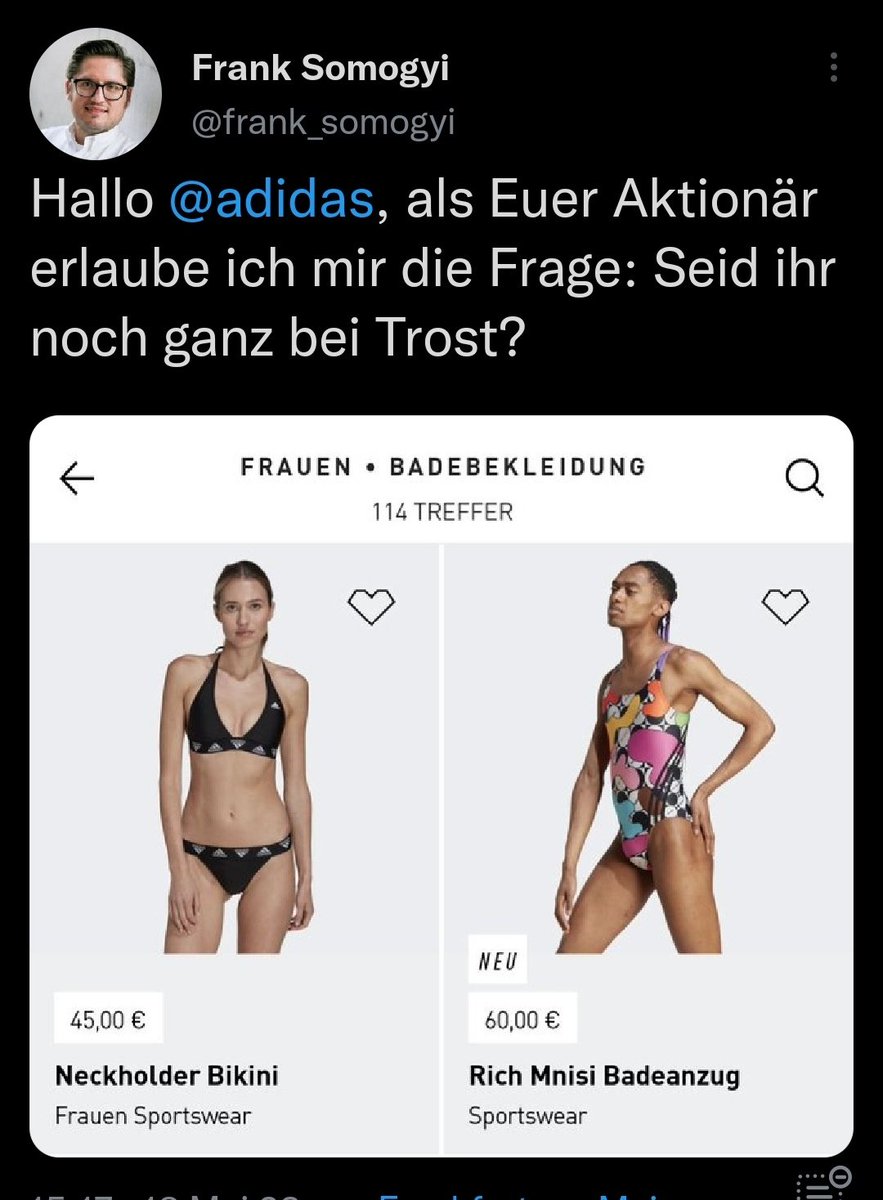 Frank Somogyi
@frank_somogyi
Hallo @adidas, als Euer Aktionär
erlaube ich mir die Frage: Seid ihr
noch ganz bei Trost?
FRAUEN • BADEBEKLEIDUNG
114 TREFFER
NEU
45,00 €
60,00 €
Neckholder Bikini
Rich Mnisi Badeanzug
Frauen Sportswear
Sportswear